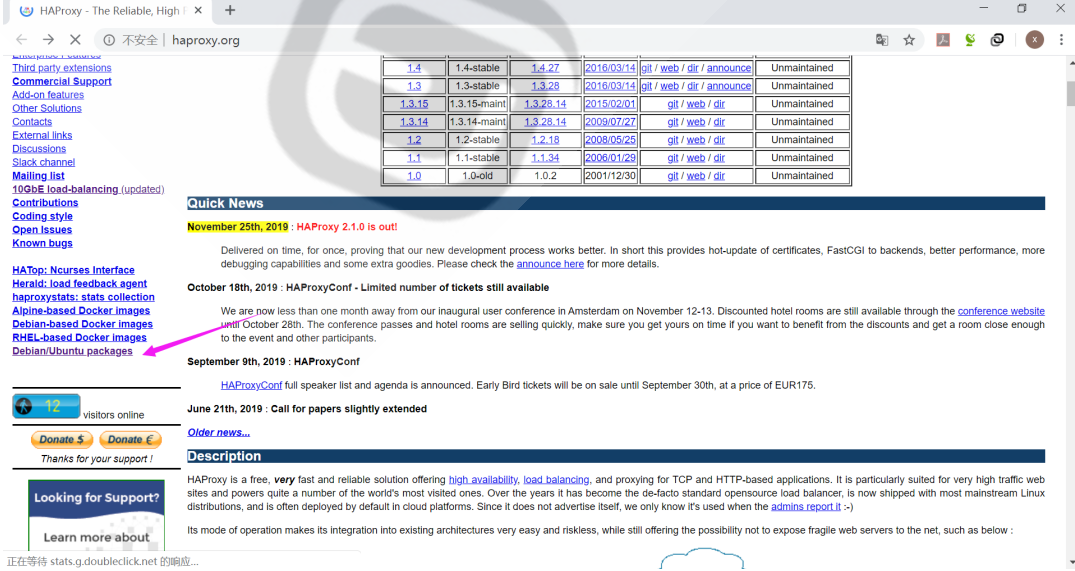 HAProxy - The Reliable, High P
不安全 | haproxy.org
Enterprise Features
Third party extensions
Commercial Support
Add-on features
Other Solutions
Contacts
External links
Discussions
Slack channel
Mailing list
10GbE load-balancing (updated)
Contributions
Coding style
Open Issues
Known bugs
HATop: Ncurses Interface
Herald: load feedback agent
haproxystats: stats collection
Alpine-based Docker images
Debian-based Docker images
RHEL-based Docker images
Debian/Ubuntu packages
12 visitors online
Donate $ Donate €
Thanks for your support !
Looking for Support?
Learn more about
1.4 1.4-stable 1.4.27 2016/03/14 git / web / dir / announce Unmaintained
1.3 1.3-stable 1.3.28 2016/03/14 git / web / dir / announce Unmaintained
1.3.15 1.3.15-maint 1.3.28.14 2015/02/01 git / web / dir Unmaintained
1.3.14 1.3.14-maint 1.3.28.14 2009/07/27 git / web / dir Unmaintained
1.2 1.2-stable 1.2.18 2008/05/25 git / web / dir Unmaintained
1.1 1.1-stable 1.1.34 2006/01/29 git / web / dir Unmaintained
1.0 1.0-old 1.0.2 2001/12/30 git / web / dir Unmaintained
Quick News
November 25th, 2019 : HAProxy 2.1.0 is out!
Delivered on time, for once, proving that our new development process works better. In short this provides hot-update of certificates, FastCGI to backends, better performance, more
debugging capabilities and some extra goodies. Please check the announce here for more details.
October 18th, 2019 : HAProxyConf - Limited number of tickets still available
We are now less than one month away from our inaugural user conference in Amsterdam on November 12-13. Discounted hotel rooms are still available through the conference website
until October 28th. The conference passes and hotel rooms are selling quickly, make sure you get yours on time if you want to benefit from the discounts and get a room close enough
to the event and other participants.
September 9th, 2019 : HAProxyConf
HAProxyConf full speaker list and agenda is announced. Early Bird tickets will be on sale until September 30th, at a price of EUR175.
June 21th, 2019 : Call for papers slightly extended
Older news...
Description
HAProxy is a free, very fast and reliable solution offering high availability, load balancing, and proxying for TCP and HTTP-based applications. It is particularly suited for very high traffic web
sites and powers quite a number of the world's most visited ones. Over the years it has become the de-facto standard opensource load balancer, is now shipped with most mainstream Linux
distributions, and is often deployed by default in cloud platforms. Since it does not advertise itself, we only know it's used when the admins report it :-)
Its mode of operation makes its integration into existing architectures very easy and riskless, while still offering the possibility not to expose fragile web servers to the net, such as below :
正在等待 stats.g.doubleclick.net 的响应...